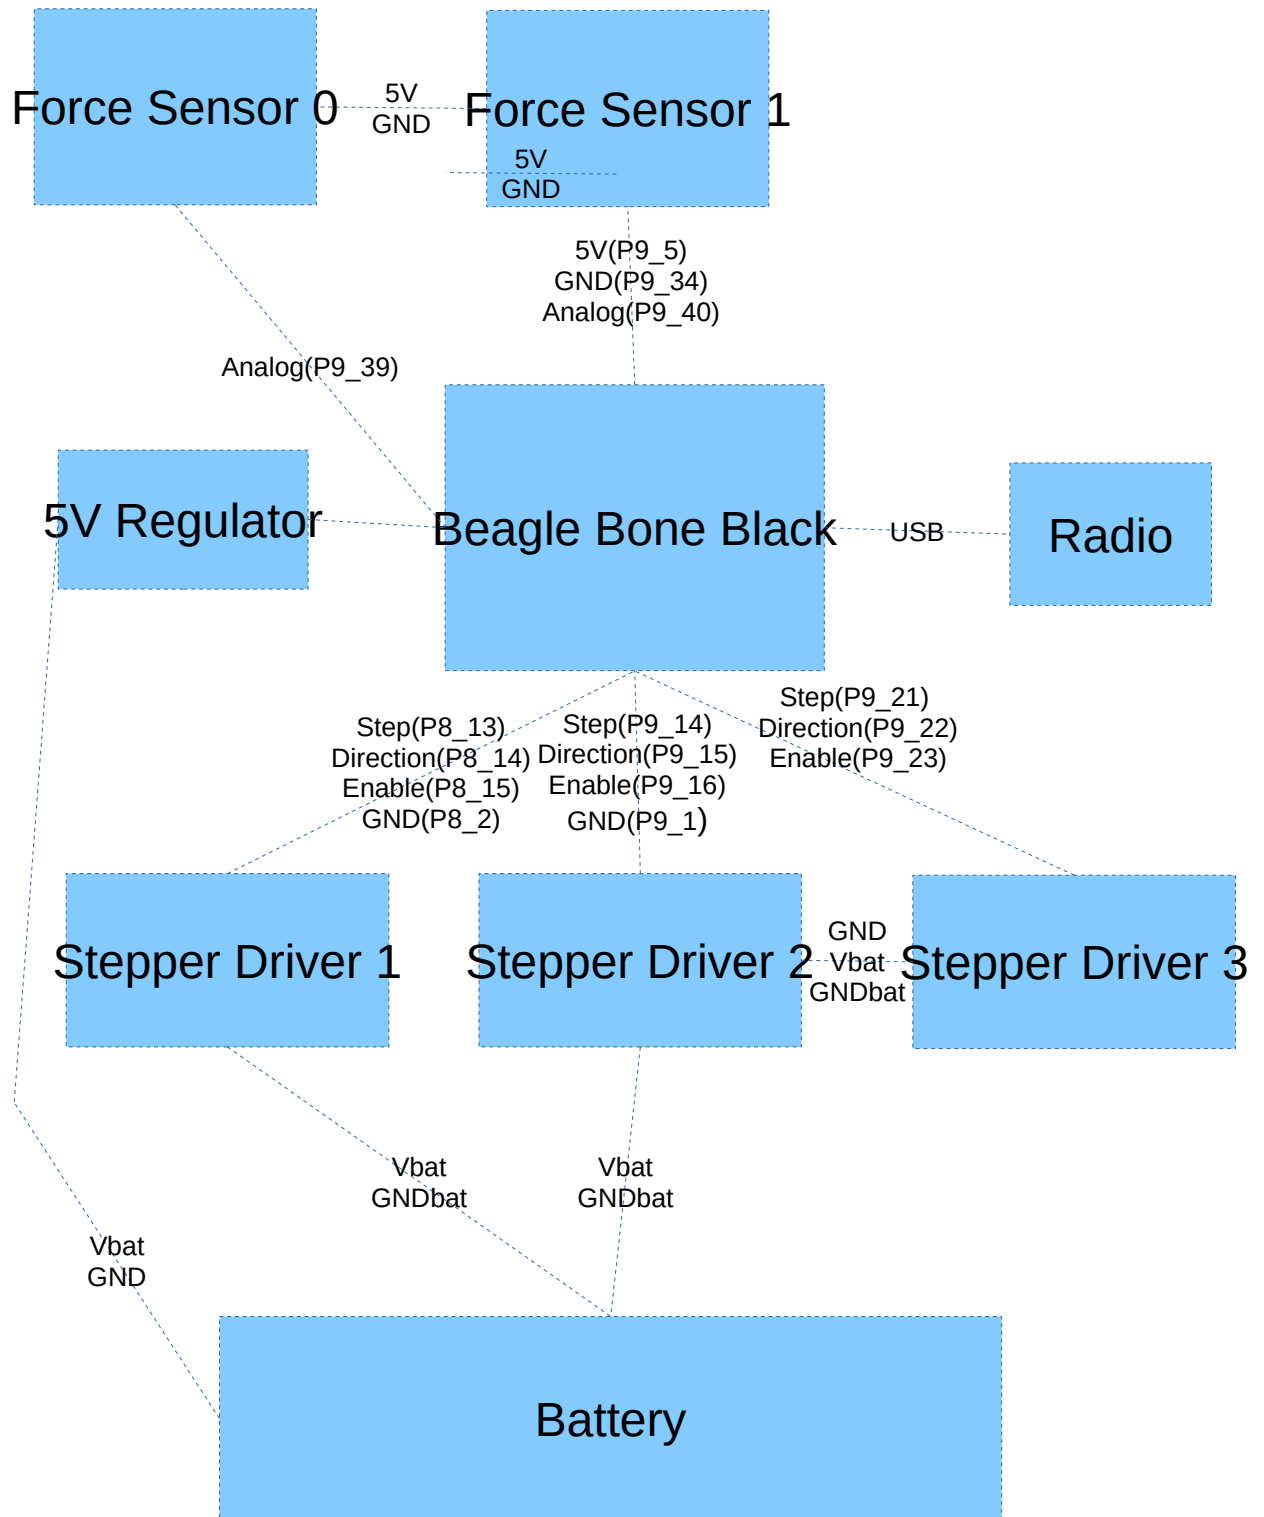 Force Sensor 0
5V
GND
Force Sensor 1
5V
GND
5V(P9_5)
GND(P9_34)
Analog(P9_40)
Analog(P9_39)
5V Regulator
Beagle Bone Black
USB
Radio
Step(P8_13)
Direction(P8_14)
Enable(P8_15)
GND(P8_2)
Step(P9_14)
Direction(P9_15)
Enable(P9_16)
GND(P9_1)
Step(P9_21)
Direction(P9_22)
Enable(P9_23)
Stepper Driver 1
Stepper Driver 2
GND
Vbat
GNDbat
Stepper Driver 3
Vbat
GNDbat
Vbat
GNDbat
Vbat
GND
Battery